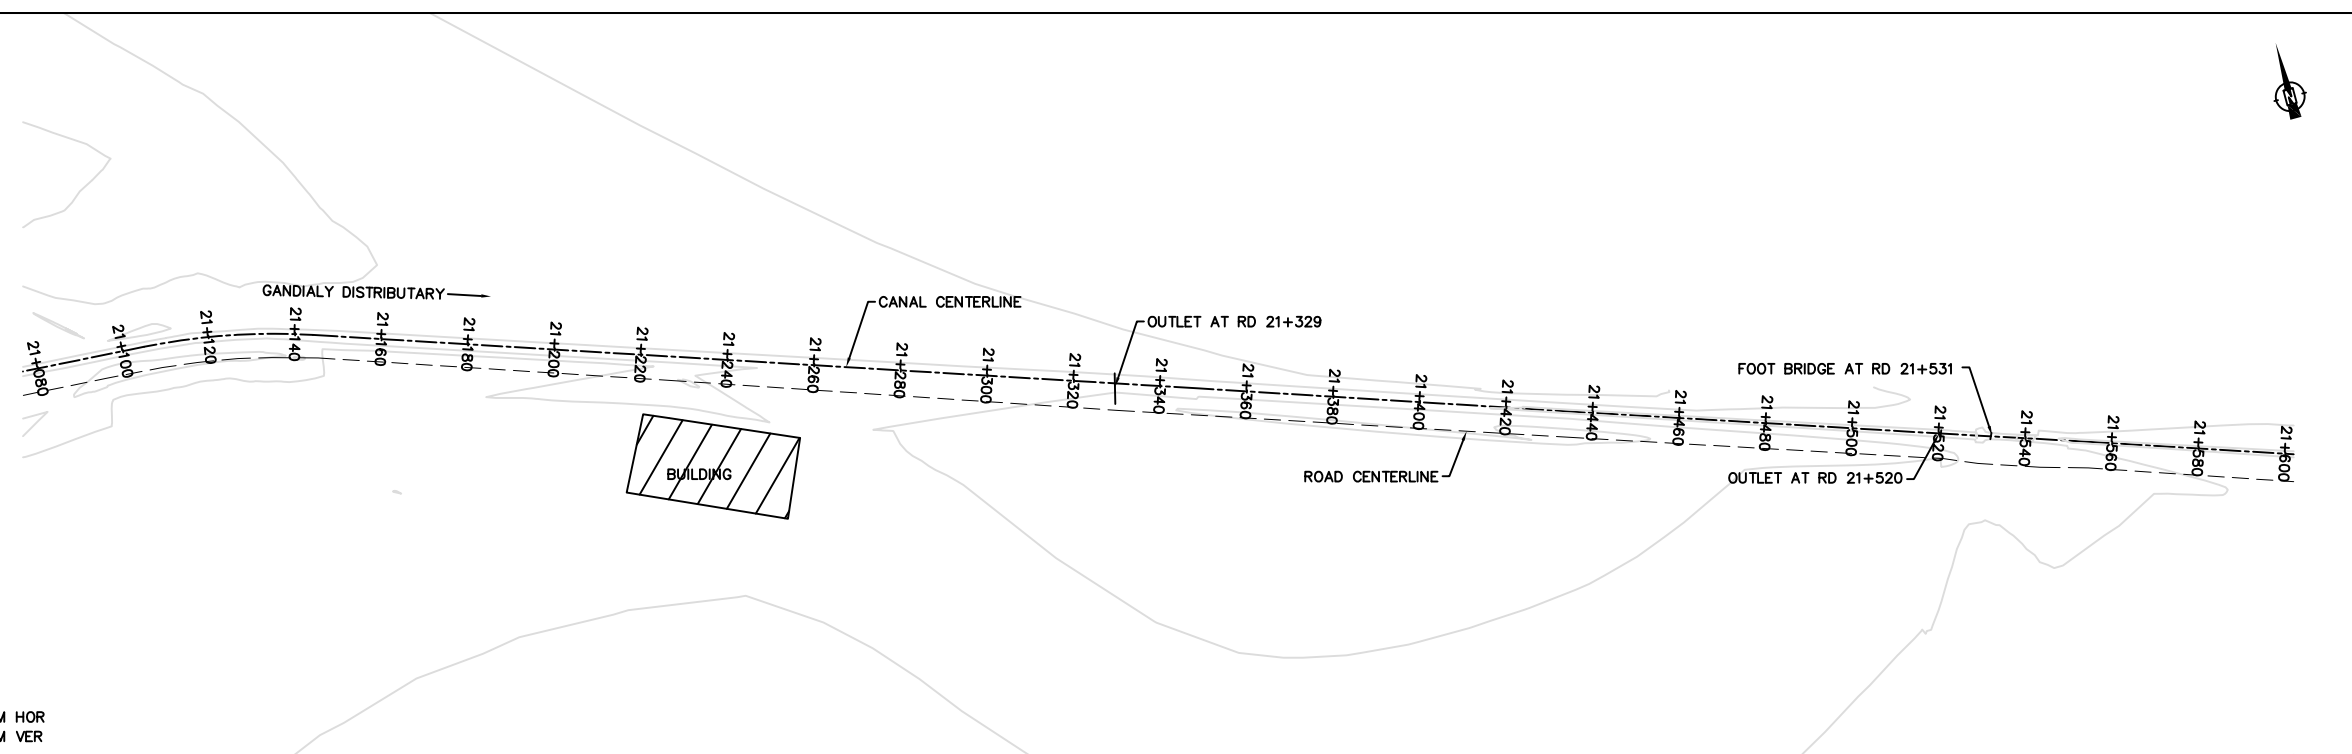 GANDIALY DISTRIBUTARY
CANAL CENTERLINE
OUTLET AT RD 21+329
FOOT BRIDGE AT RD 21+531
21+080
21+100
21+120
21+140
21+160
21+180
21+200
21+220
21+240
21+260
21+280
21+300
21+320
21+340
21+360
21+380
21+400
21+420
21+440
21+460
21+480
21+500
21+520
21+540
21+560
21+580
21+600
BUILDING
ROAD CENTERLINE
OUTLET AT RD 21+520
M HOR
M VER
N